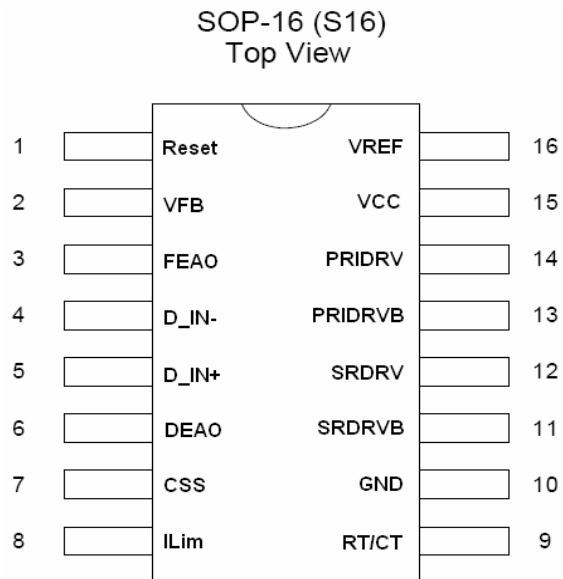 SOP-16 (S16)
Top View
1 Reset VREF 16
2 VFB VCC 15
3 FEAO PRIDRV 14
4 D_IN- PRIDRVB 13
5 D_IN+ SRDRV 12
6 DEAO SRDRVB 11
7 CSS GND 10
8 ILim RT/CT 9